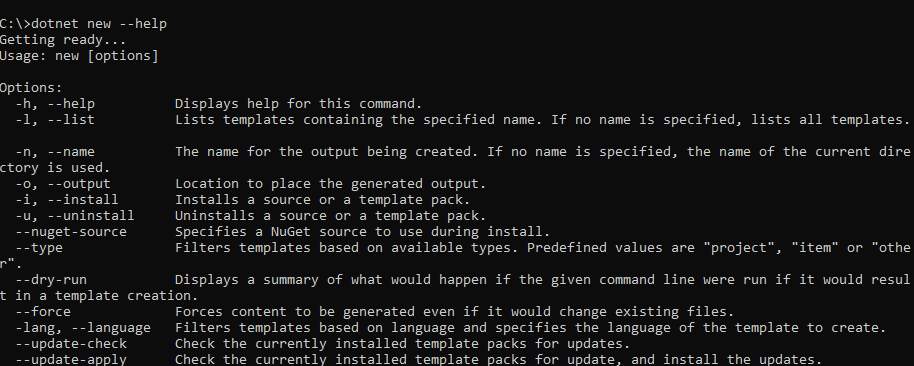 C:\>dotnet new --help
Getting ready...
Usage: new [options]
Options:
-h, --help          Displays help for this command.
-l, --list          Lists templates containing the specified name. If no name is specified, lists all templates.
-n, --name          The name for the output being created. If no name is specified, the name of the current dire
ctory is used.
-o, --output        Location to place the generated output.
-i, --install       Installs a source or a template pack.
-u, --uninstall     Uninstalls a source or a template pack.
--nuget-source      Specifies a NuGet source to use during install.
--type              Filters templates based on available types. Predefined values are "project", "item" or "othe
r".
--dry-run           Displays a summary of what would happen if the given command line were run if it would resul
t in a template creation.
--force             Forces content to be generated even if it would change existing files.
-lang, --language   Filters templates based on language and specifies the language of the template to create.
--update-check      Check the currently installed template packs for updates.
--update-apply      Check the currently installed template packs for update, and install the updates.